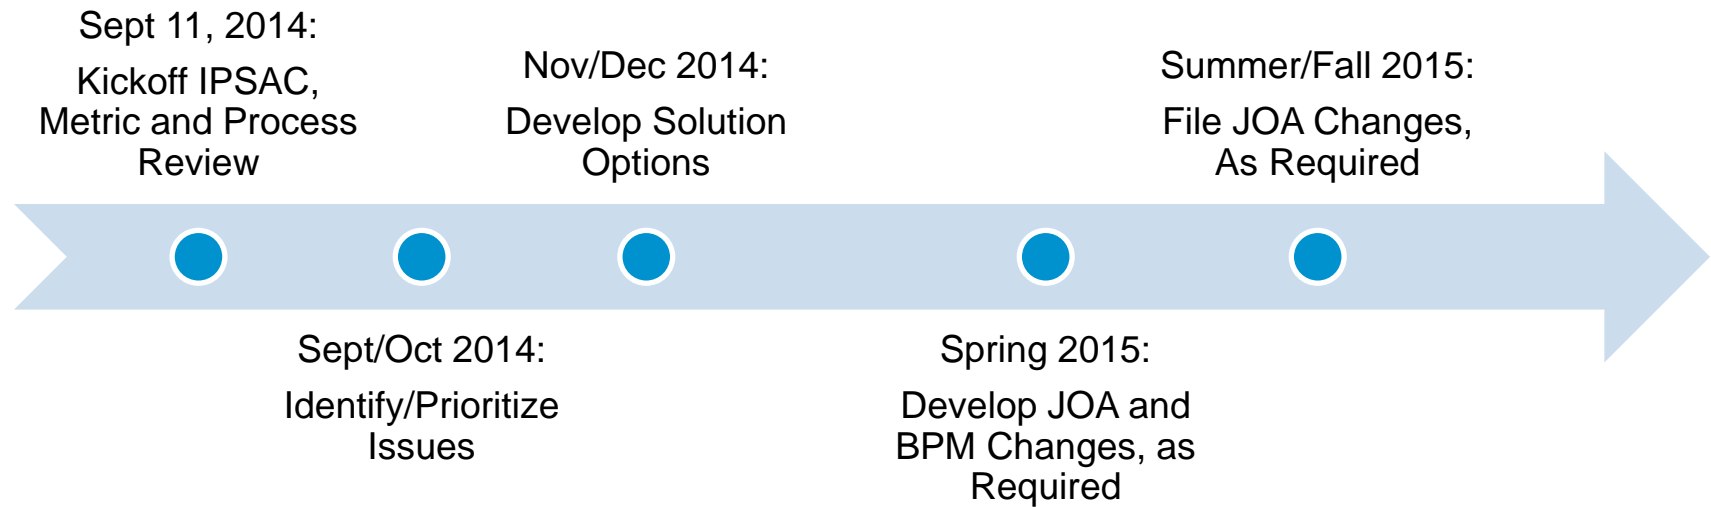 Sept 11, 2014:
Kickoff IPSAC,
Metric and Process
Review
Sept/Oct 2014:
Identify/Prioritize
Issues
Nov/Dec 2014:
Develop Solution
Options
Spring 2015:
Develop JOA and
BPM Changes, as
Required
Summer/Fall 2015:
File JOA Changes,
As Required